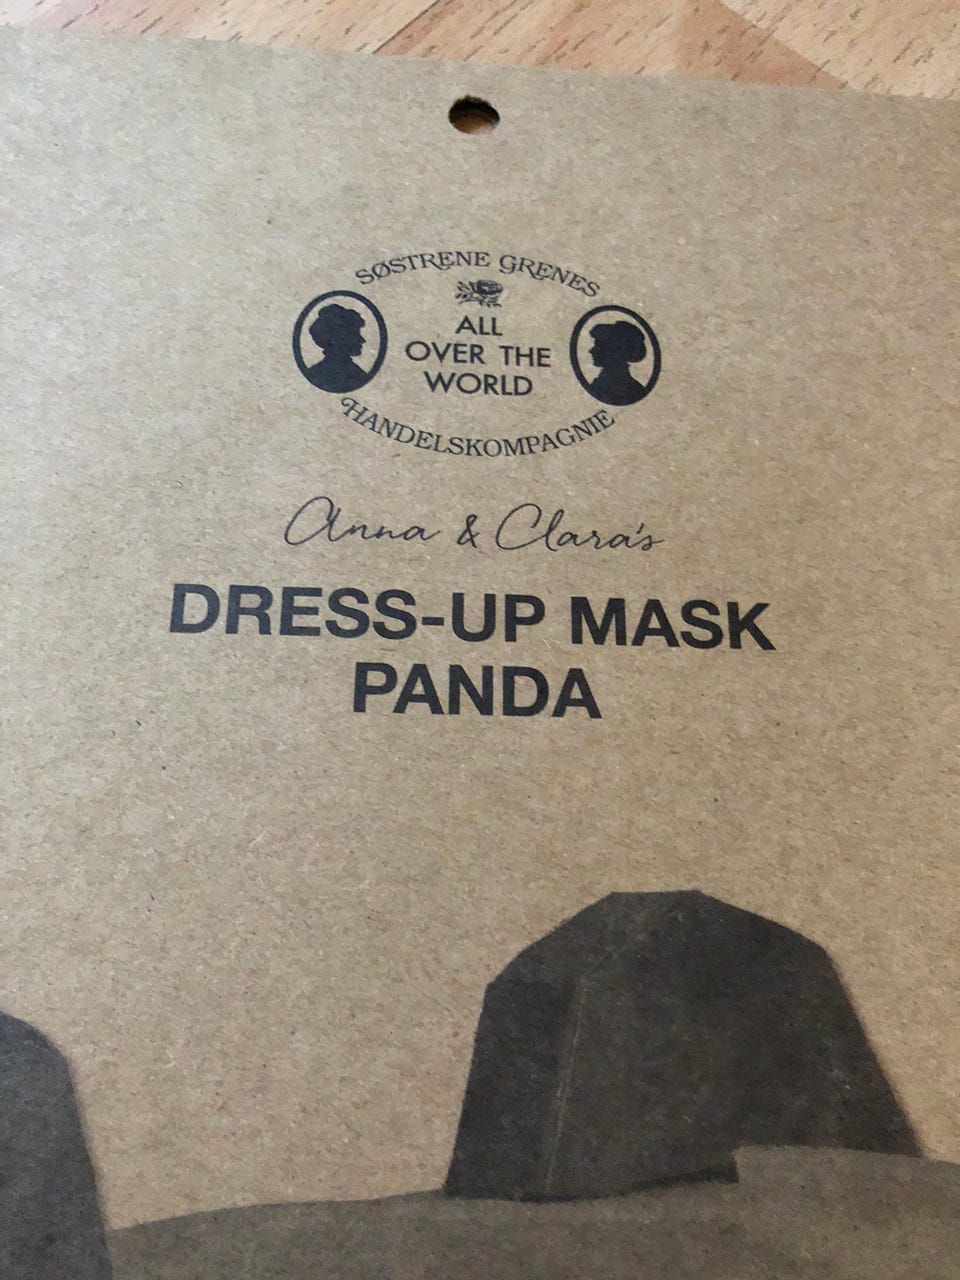 SØSTRENE GRENES
ALL
OVER THE
WORLD
HANDELSKOMPAGNIE
Anna & Clara's
DRESS-UP MASK
PANDA